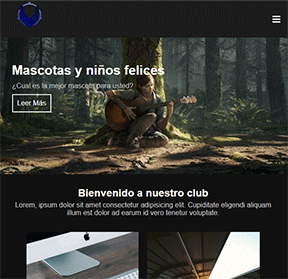 Mascotas y niños felices
¿Cual es la mejor mascota para usted?
Leer Más
Bienvenido a nuestro club
Lorem, ipsum dolor sit amet consectetur adipisicing elit. Cupiditate eligendi aliquam
illum est dolor ad earum id vero tenetur voluptate.